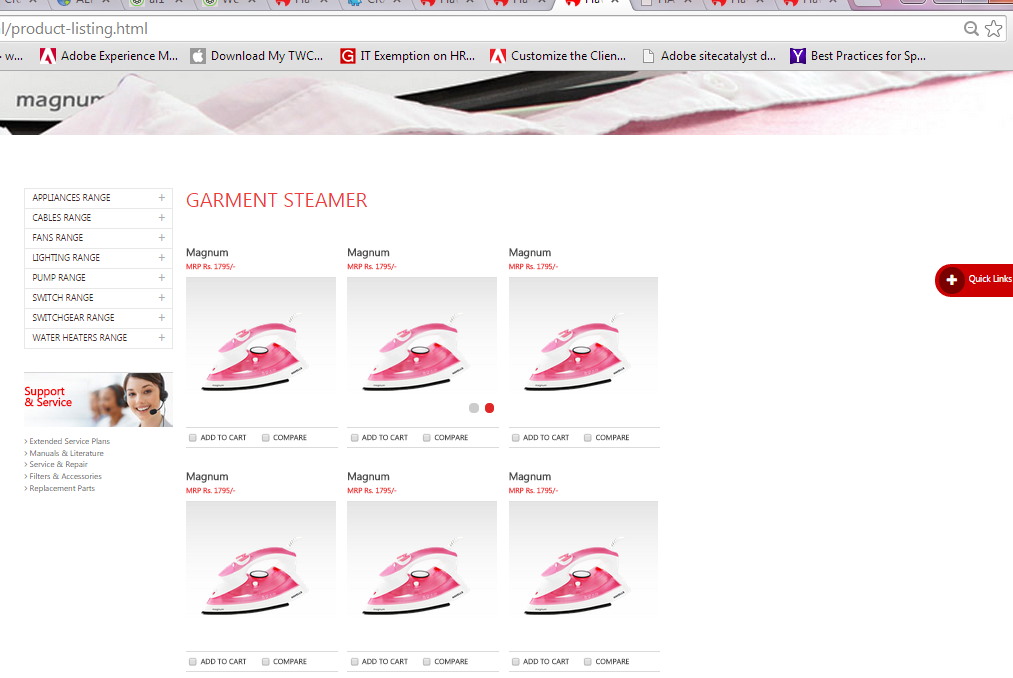 l/product-listing.html
w... Adobe Experience M... Download My TWC... IT Exemption on HR... Customize the Clien... Adobe sitecatalyst d... Best Practices for Sp...
magnum
APPLIANCES RANGE +
CABLES RANGE +
FANS RANGE +
LIGHTING RANGE +
PUMP RANGE +
SWITCH RANGE +
SWITCHGEAR RANGE +
WATER HEATERS RANGE +
Support
& Service
> Extended Service Plans
> Manuals & Literature
> Service & Repair
> Filters & Accessories
> Replacement Parts
GARMENT STEAMER
Magnum Magnum Magnum
MRP Rs. 1795/- MRP Rs. 1795/- MRP Rs. 1795/-
ADD TO CART COMPARE ADD TO CART COMPARE ADD TO CART COMPARE
Magnum Magnum Magnum
MRP Rs. 1795/- MRP Rs. 1795/- MRP Rs. 1795/-
ADD TO CART COMPARE ADD TO CART COMPARE ADD TO CART COMPARE
Quick Links